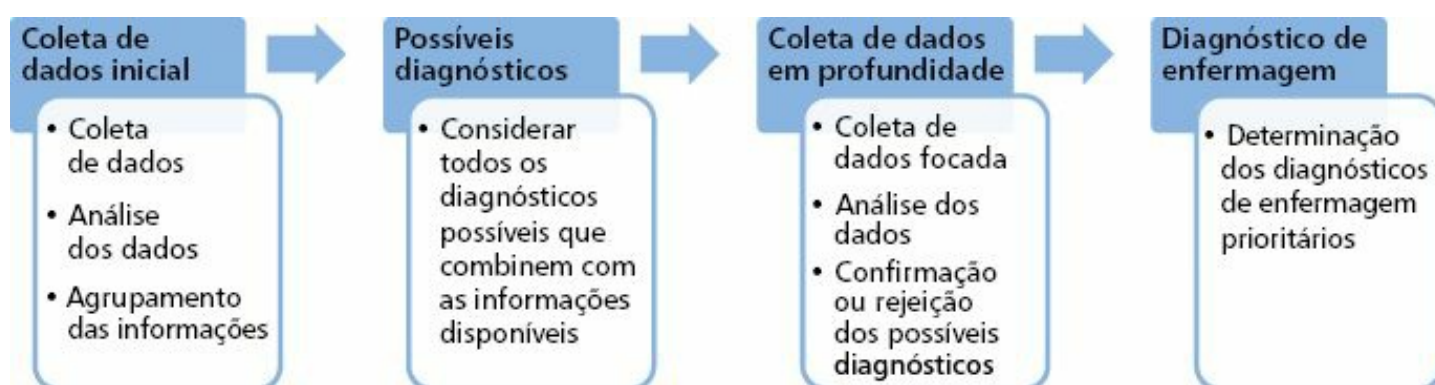 Coleta de
dados inicial
• Coleta
de dados
• Análise
dos dados
• Agrupamento
das informações
Possíveis
diagnósticos
• Considerar
todos os
diagnósticos
possíveis que
combinem com
as informações
disponíveis
Coleta de dados
em profundidade
• Coleta de
dados focada
• Análise dos
dados
• Confirmação
ou rejeição
dos possíveis
diagnósticos
Diagnóstico de
enfermagem
• Determinação
dos diagnósticos
de enfermagem
prioritários